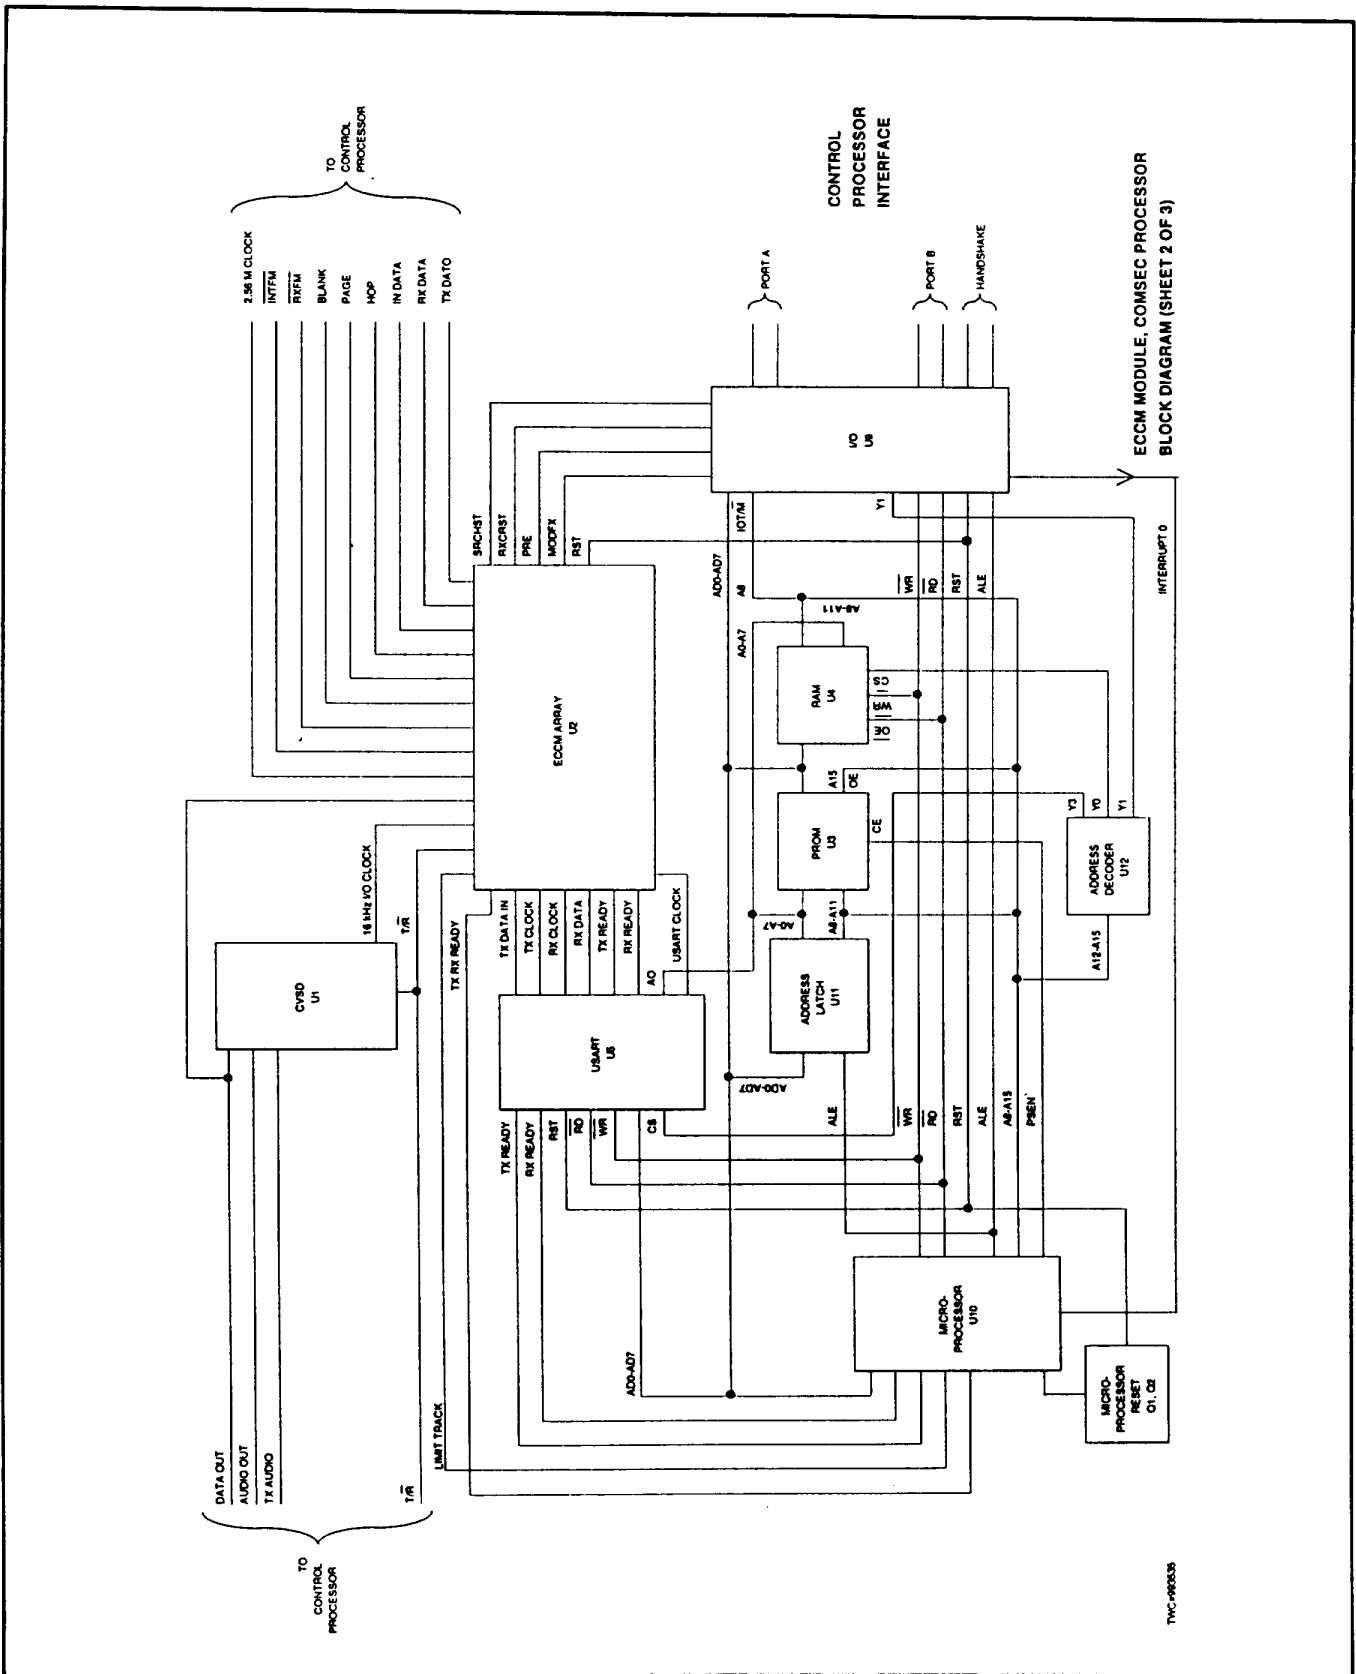 TO
CONTROL
PROCESSOR
DATA OUT
AUDIO OUT
TX AUDIO
T/R
CVSD
U1
16 kHz I/O CLOCK
T/R
2.56 M CLOCK
INTFM
RXFM
BLANK
PAGE
HOP
IN DATA
RX DATA
TX DATO
TO
CONTROL
PROCESSOR
LIMIT TRACK
TX RX READY
TX DATA IN
TX CLOCK
RX CLOCK
RX DATA
TX READY
RX READY
USART CLOCK
ECCM ARRAY
U2
SRCHST
RXCRST
PRE
MODFX
RST
TX READY
RX READY
RST
RD
WR
AD0-AD7
CS
USART
U5
AO
AD0-AD7
ALE
ADDRESS
LATCH
U11
A0-A7
A8-A11
PROM
U3
A15
OE
CE
RAM
U4
OE
WR
CS
A0-A7
A8-A11
AD0-AD7
A8
IOT/M
Y1
I/O
U9
PORT A
PORT B
HANDSHAKE
CONTROL
PROCESSOR
INTERFACE
MICRO-
PROCESSOR
U10
WR
RD
RST
ALE
A8-A15
PSEN
WR
RD
RST
ALE
A12-A15
ADDRESS
DECODER
U12
Y3
Y0
Y1
MICRO-
PROCESSOR
RESET
Q1, Q2
INTERRUPT 0
ECCM MODULE, COMSEC PROCESSOR
BLOCK DIAGRAM (SHEET 2 OF 3)